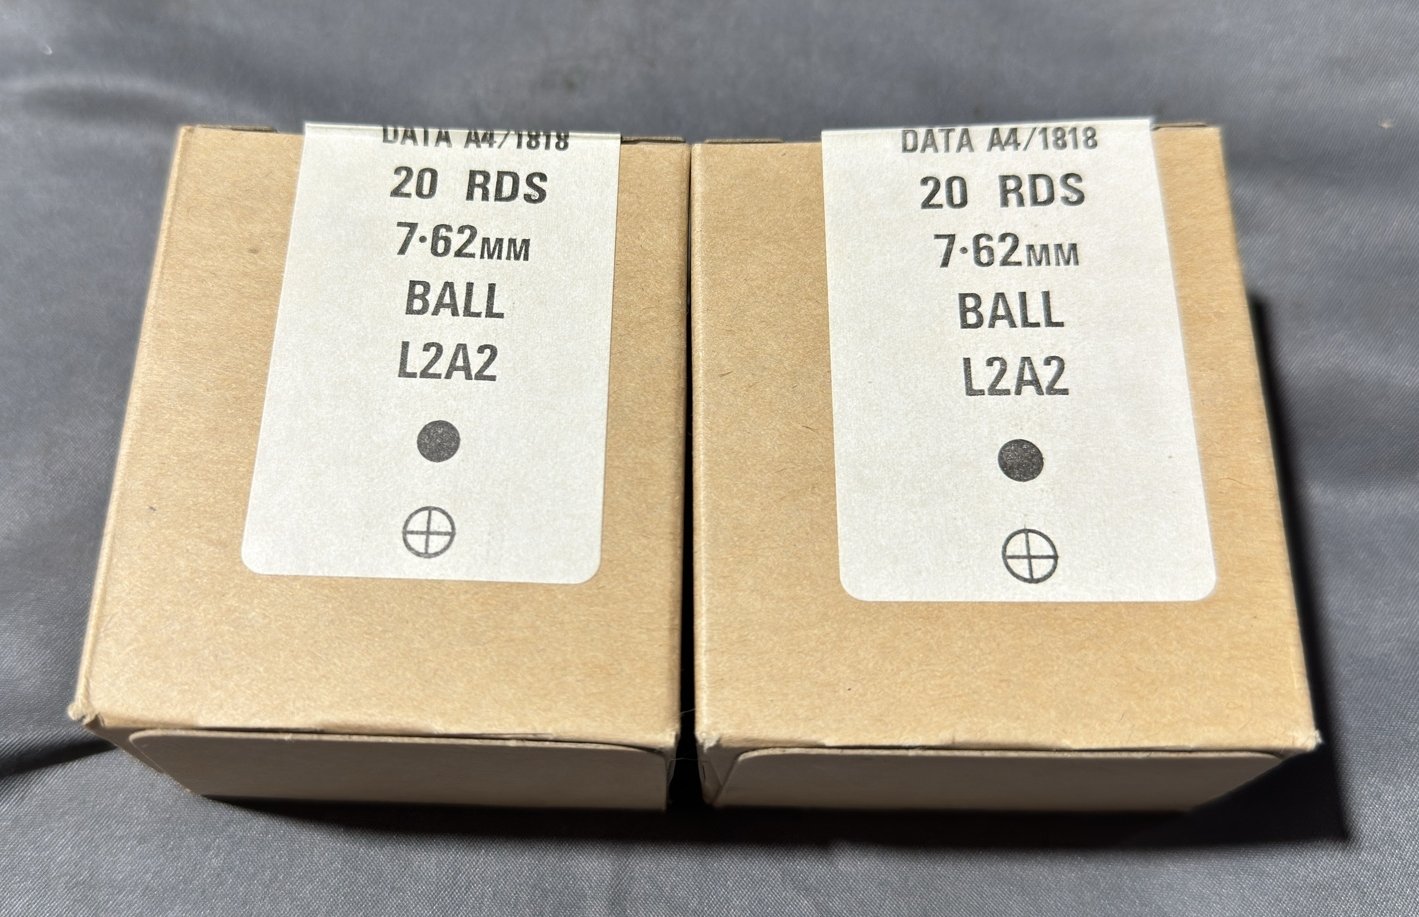 DATA A4/1818
20 RDS
7·62MM
BALL
L2A2
DATA A4/1818
20 RDS
7·62MM
BALL
L2A2